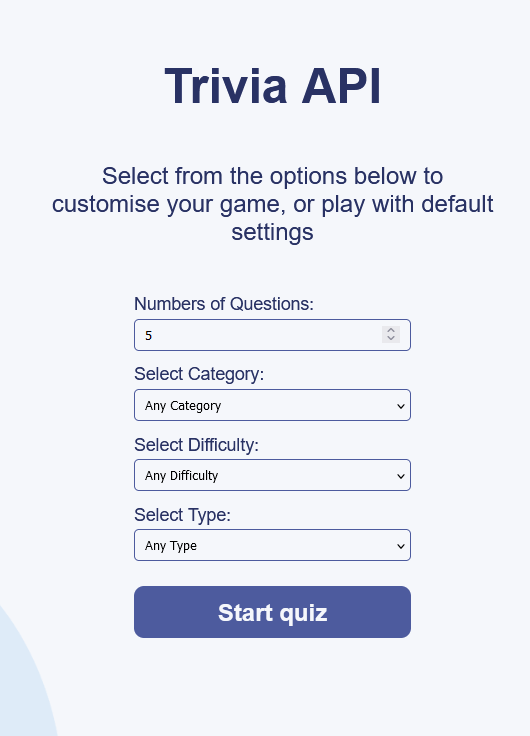 Trivia API
Select from the options below to
customise your game, or play with default
settings
Numbers of Questions:
5
Select Category:
Any Category
Select Difficulty:
Any Difficulty
Select Type:
Any Type
Start quiz